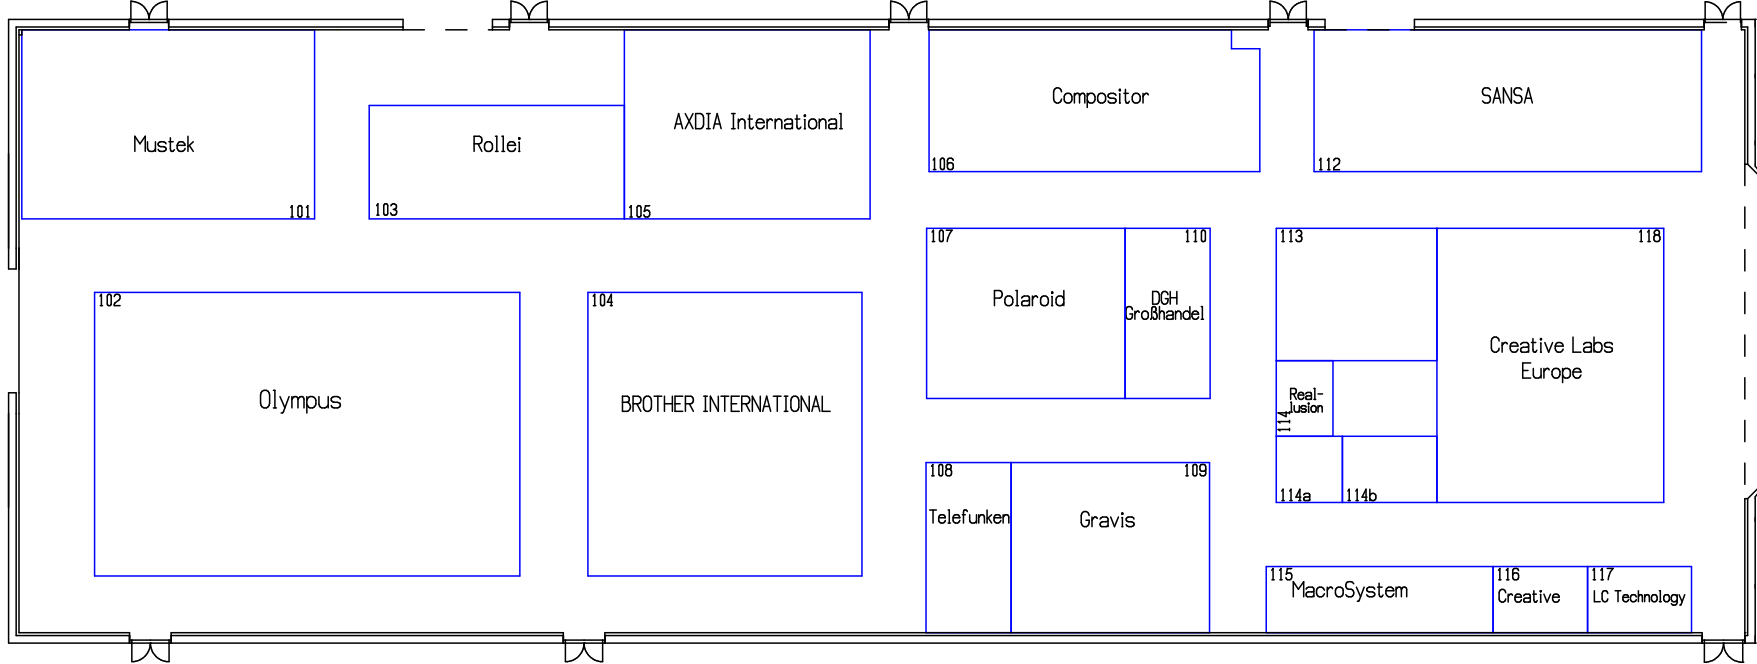 Mustek
101
Rollei
103
AXDIA International
105
Compositor
106
SANSA
112
102
Olympus
104
BROTHER INTERNATIONAL
107
Polaroid
110
DGH
Großhandel
113
118
Creative Labs
Europe
114
Real-
lusion
114a
114b
108
Telefunken
109
Gravis
115
MacroSystem
116
Creative
117
LC Technology